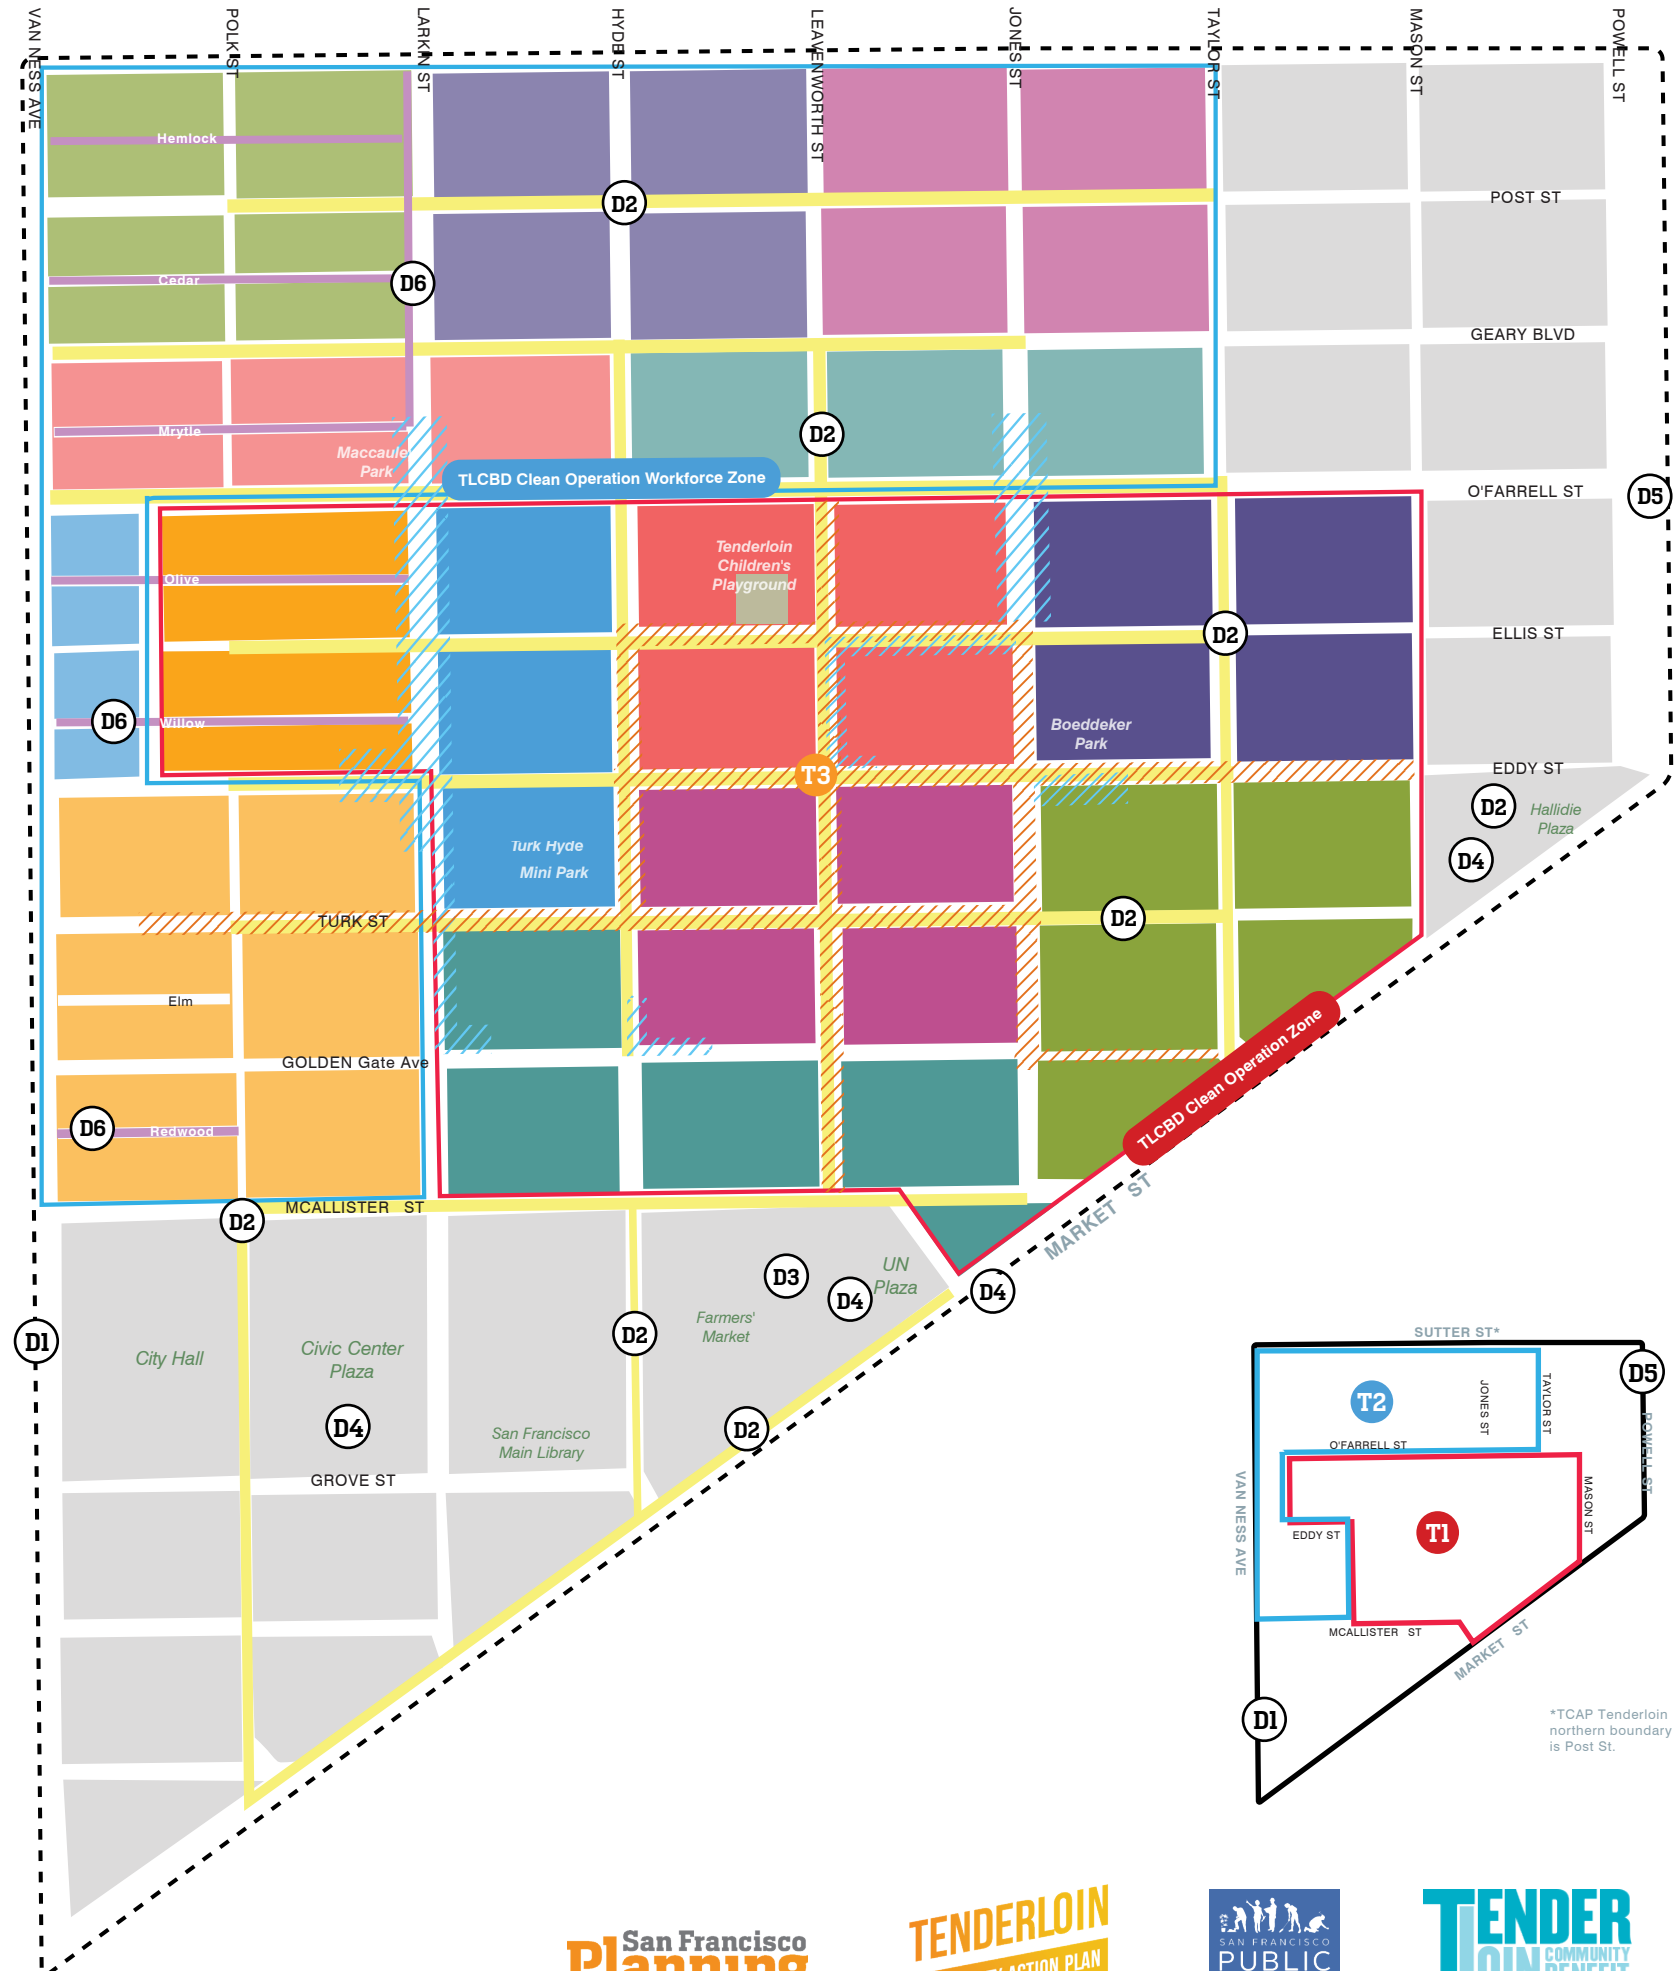 VAN NESS AVE
POLK ST
LARKIN ST
HYDE ST
LEAVENWORTH ST
JONES ST
TAYLOR ST
MASON ST
POWELL ST
Hemlock
POST ST
D2
Cedar
D6
GEARY BLVD
Mrytle
D2
Maccaule
Park
TLCBD Clean Operation Workforce Zone
O'FARRELL ST
D5
Tenderloin
Children's
Playground
Olive
D2
ELLIS ST
D6
Willow
Boeddeker
Park
T3
EDDY ST
D2
Hallidie
Plaza
D4
Turk Hyde
Mini Park
TURK ST
D2
Elm
GOLDEN Gate Ave
TLCBD Clean Operation Zone
D6
Redwood
MCALLISTER ST
MARKET ST
D2
D3
D4
UN
Plaza
D4
D1
City Hall
Civic Center
Plaza
D2
Farmers'
Market
D4
San Francisco
Main Library
D2
GROVE ST
SUTTER ST*
D5
T2
JONES ST
TAYLOR ST
POWELL ST
O'FARRELL ST
VAN NESS AVE
MASON ST
EDDY ST
T1
MCALLISTER ST
MARKET ST
D1
*TCAP Tenderloin
northern boundary
is Post St.
San Francisco
Planning
TENDERLOIN
ACTION PLAN
SAN FRANCISCO
PUBLIC
TENDER
LOIN COMMUNITY
BENEFIT